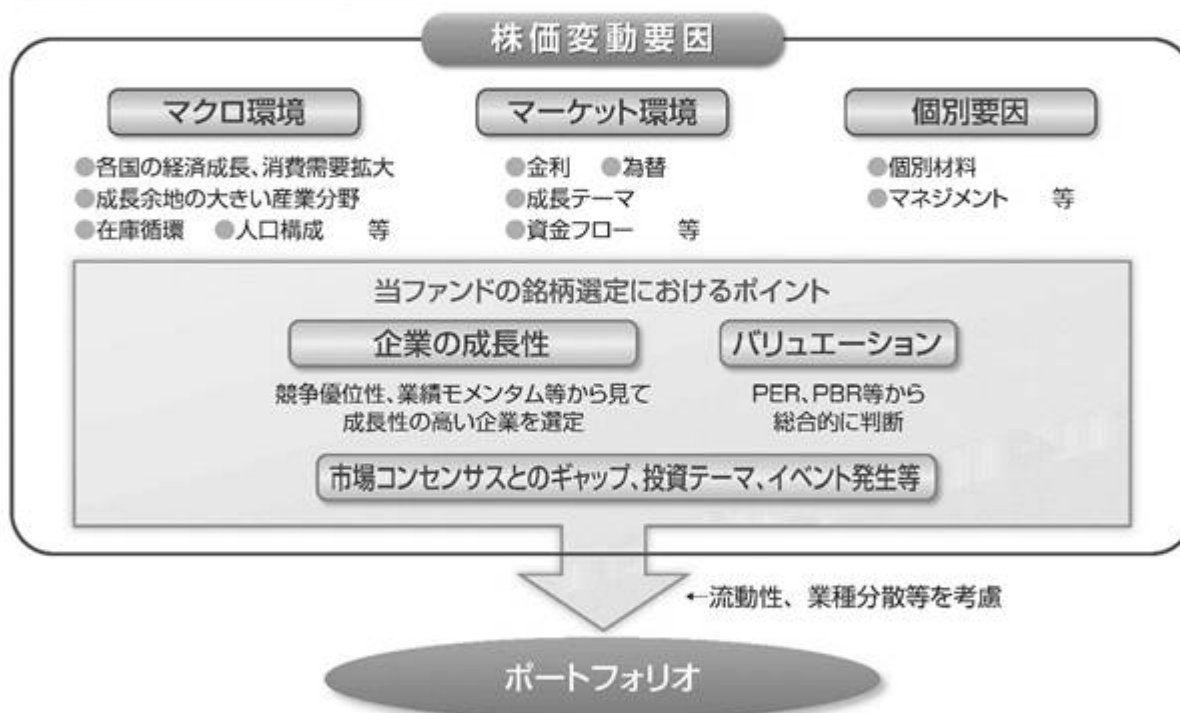 株価変動要因
マクロ環境
●各国の経済成長、消費需要拡大
●成長余地の大きい産業分野
●在庫循環 ●人口構成 等
マーケット環境
●金利 ●為替
●成長テーマ
●資金フロー 等
個別要因
●個別材料
●マネジメント 等
当ファンドの銘柄選定におけるポイント
企業の成長性
競争優位性、業績モメンタム等から見て
成長性の高い企業を選定
バリュエーション
PER、PBR等から
総合的に判断
市場コンセンサスとのギャップ、投資テーマ、イベント発生等
←流動性、業種分散等を考慮
ポートフォリオ